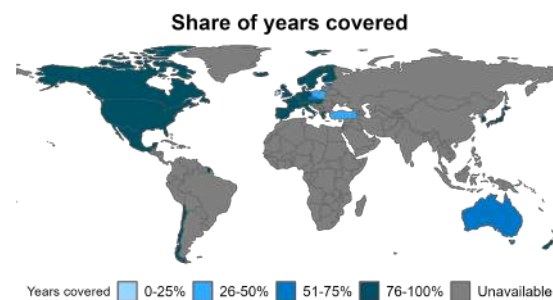 Share of years covered
Years covered 0-25% 26-50% 51-75% 76-100% Unavailable